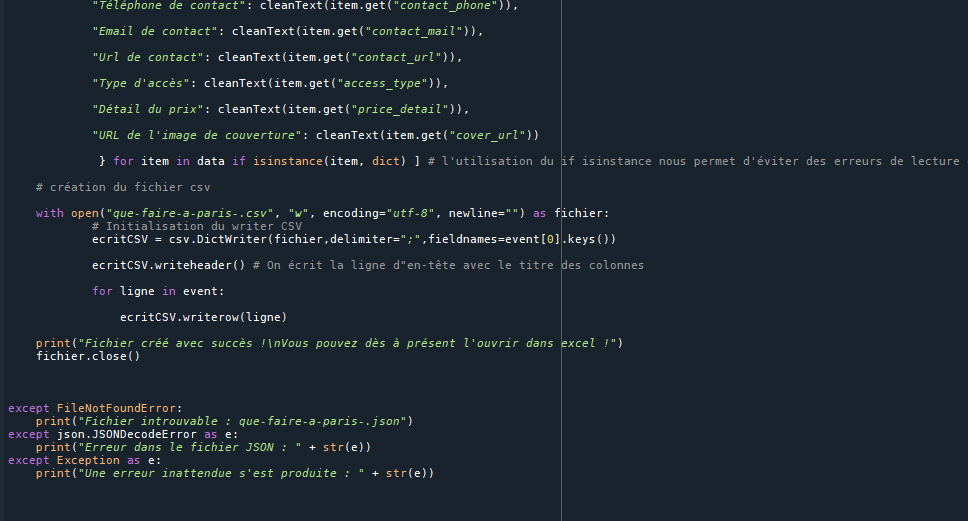 "Téléphone de contact": cleanText(item.get("contact_phone")),
"Email de contact": cleanText(item.get("contact_mail")),
"Url de contact": cleanText(item.get("contact_url")),
"Type d'accès": cleanText(item.get("access_type")),
"Détail du prix": cleanText(item.get("price_detail")),
"URL de l'image de couverture": cleanText(item.get("cover_url"))
} for item in data if isinstance(item, dict) ] # l'utilisation du if isinstance nous permet d'éviter des erreurs de lecture
# création du fichier csv
with open("que-faire-a-paris-.csv", "w", encoding="utf-8", newline="") as fichier:
# Initialisation du writer CSV
ecritCSV = csv.DictWriter(fichier,delimiter=";",fieldnames=event[0].keys())
ecritCSV.writeheader() # On écrit la ligne d"en-tête avec le titre des colonnes
for ligne in event:
ecritCSV.writerow(ligne)
print("Fichier créé avec succès !\nVous pouvez dès à présent l'ouvrir dans excel !")
fichier.close()
except FileNotFoundError:
print("Fichier introuvable : que-faire-a-paris-.json")
except json.JSONDecodeError as e:
print("Erreur dans le fichier JSON : " + str(e))
except Exception as e:
print("Une erreur inattendue s'est produite : " + str(e))